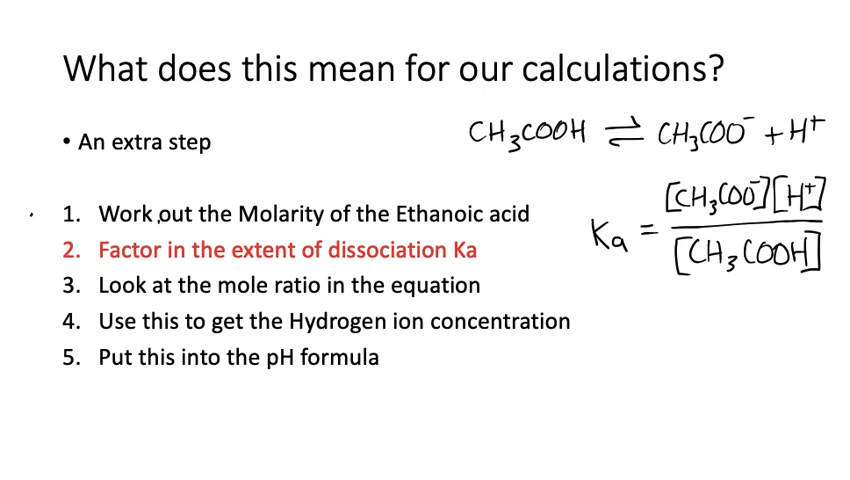 What does this mean for our calculations?
• An extra step
CH₃COOH ⇌ CH₃COO⁻ + H⁺
1. Work out the Molarity of the Ethanoic acid
2. Factor in the extent of dissociation Ka
3. Look at the mole ratio in the equation
4. Use this to get the Hydrogen ion concentration
5. Put this into the pH formula
Ka = [CH₃COO⁻][H⁺] / [CH₃COOH]